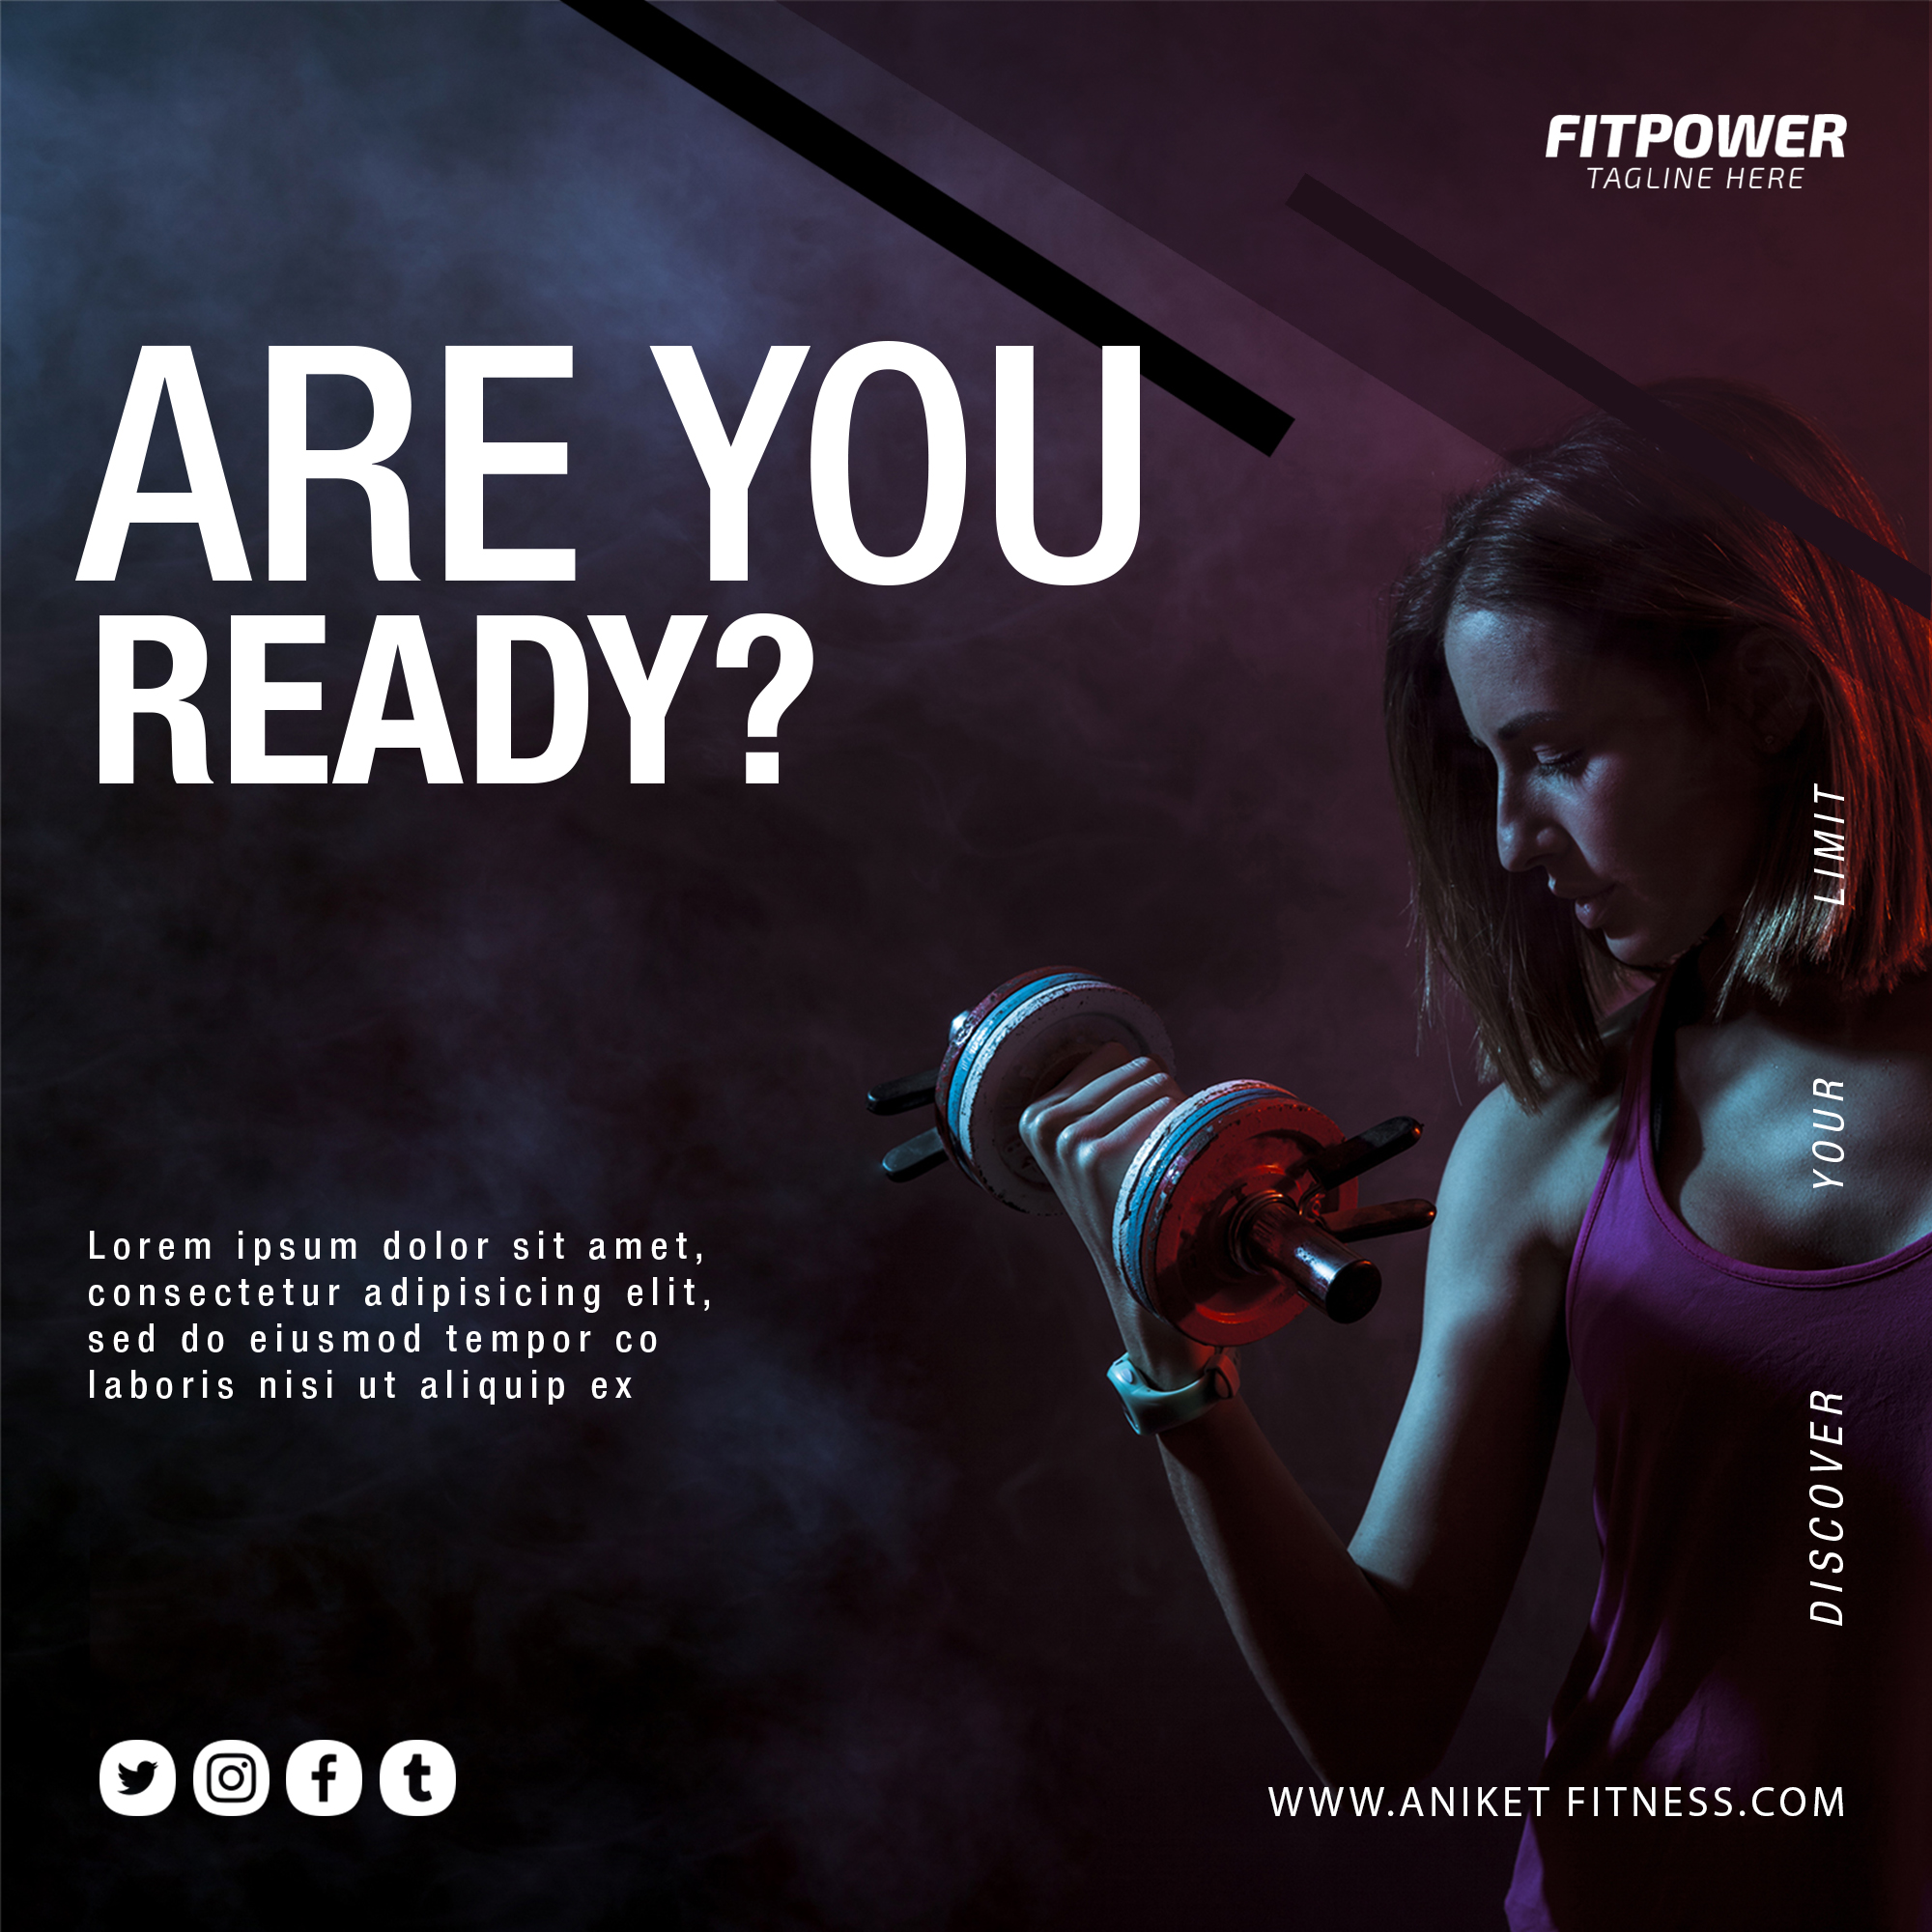 FITPOWER
TAGLINE HERE
ARE YOU
READY?
DISCOVER YOUR LIMIT
Lorem ipsum dolor sit amet,
consectetur adipisicing elit,
sed do eiusmod tempor co
laboris nisi ut aliquip ex
WWW.ANIKET FITNESS.COM